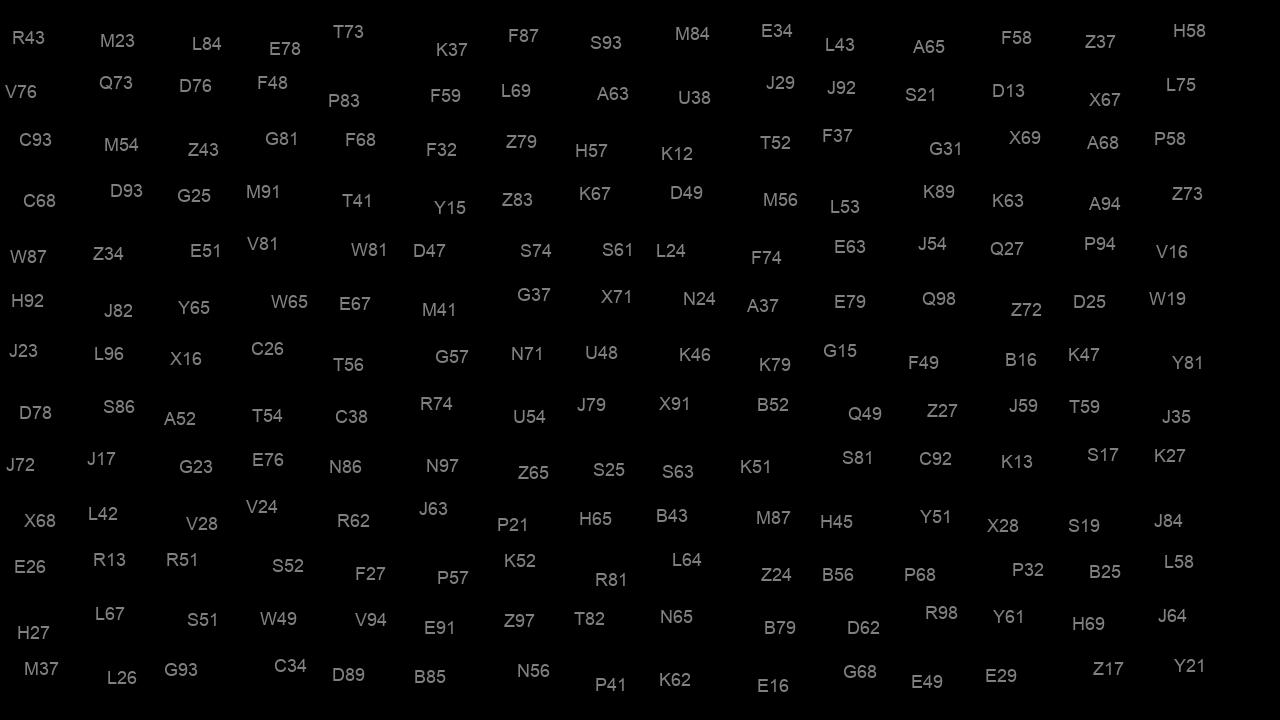 R43 M23 L84 E78 T73 K37 F87 S93 M84 E34 L43 A65 F58 Z37 H58
V76 Q73 D76 F48 P83 F59 L69 A63 U38 J29 J92 S21 D13 X67 L75
C93 M54 Z43 G81 F68 F32 Z79 H57 K12 T52 F37 G31 X69 A68 P58
C68 D93 G25 M91 T41 Y15 Z83 K67 D49 M56 L53 K89 K63 A94 Z73
W87 Z34 E51 V81 W81 D47 S74 S61 L24 F74 E63 J54 Q27 P94 V16
H92 J82 Y65 W65 E67 M41 G37 X71 N24 A37 E79 Q98 Z72 D25 W19
J23 L96 X16 C26 T56 G57 N71 U48 K46 K79 G15 F49 B16 K47 Y81
D78 S86 A52 T54 C38 R74 U54 J79 X91 B52 Q49 Z27 J59 T59 J35
J72 J17 G23 E76 N86 N97 Z65 S25 S63 K51 S81 C92 K13 S17 K27
X68 L42 V28 V24 R62 J63 P21 H65 B43 M87 H45 Y51 X28 S19 J84
E26 R13 R51 S52 F27 P57 K52 R81 L64 Z24 B56 P68 P32 B25 L58
H27 L67 S51 W49 V94 E91 Z97 T82 N65 B79 D62 R98 Y61 H69 J64
M37 L26 G93 C34 D89 B85 N56 P41 K62 E16 G68 E49 E29 Z17 Y21